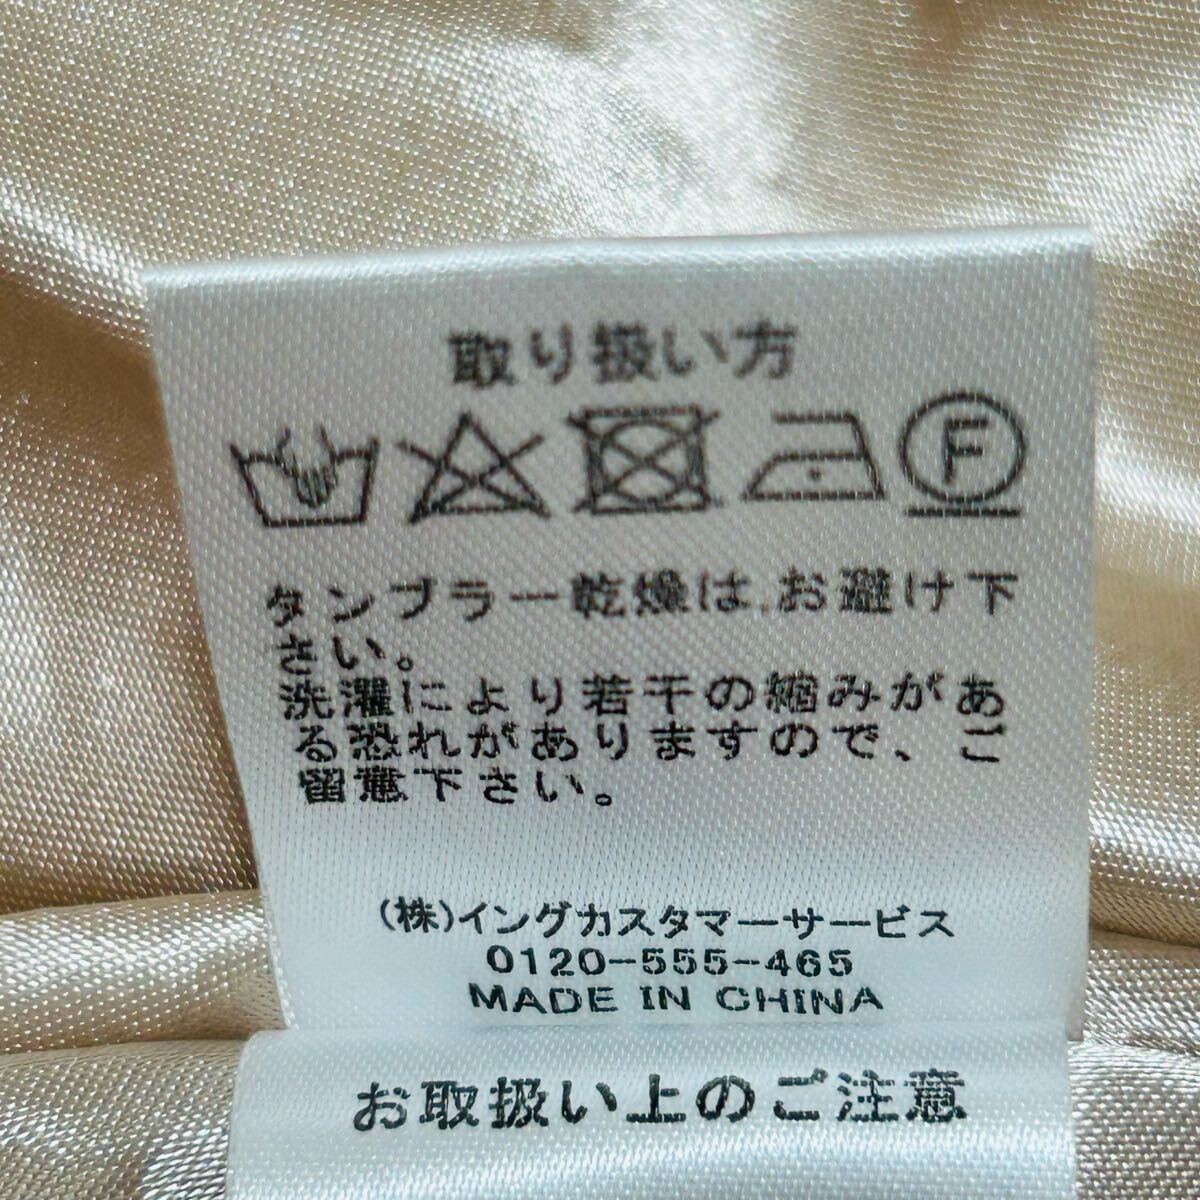 取り扱い方
F
タンブラー乾燥は、お避け下
さい。
洗濯により若干の縮みがあ
る恐れがありますので、ご
留意下さい。
(株)イングカスタマーサービス
0120-555-465
MADE IN CHINA
お取扱い上のご注意